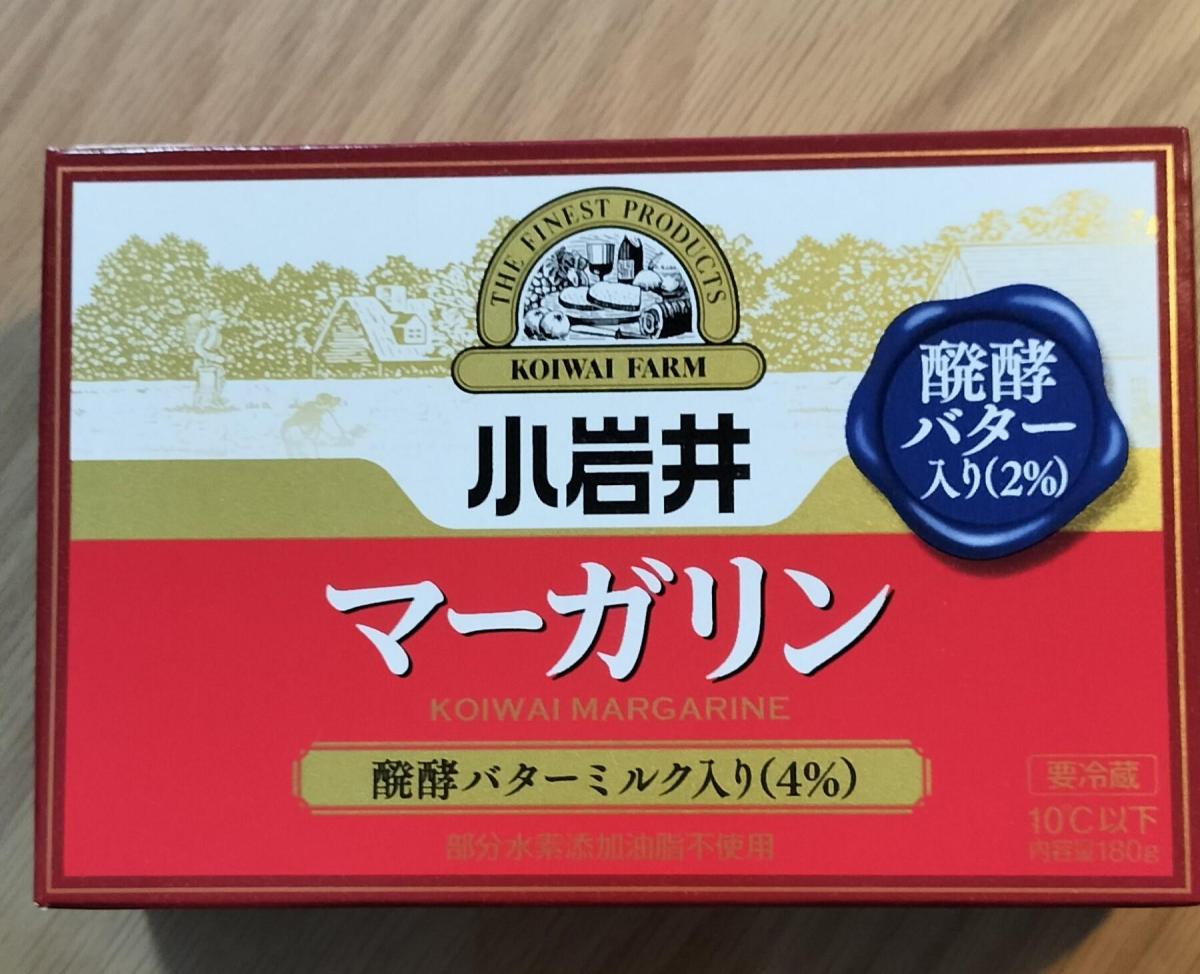 THE FINEST PRODUCTS
KOIWAI FARM
小岩井
醗酵
バター
入り(2%)
マーガリン
KOIWAI MARGARINE
醗酵バターミルク入り(4%)
部分水素添加油脂不使用
要冷蔵
10℃以下
内容量180g